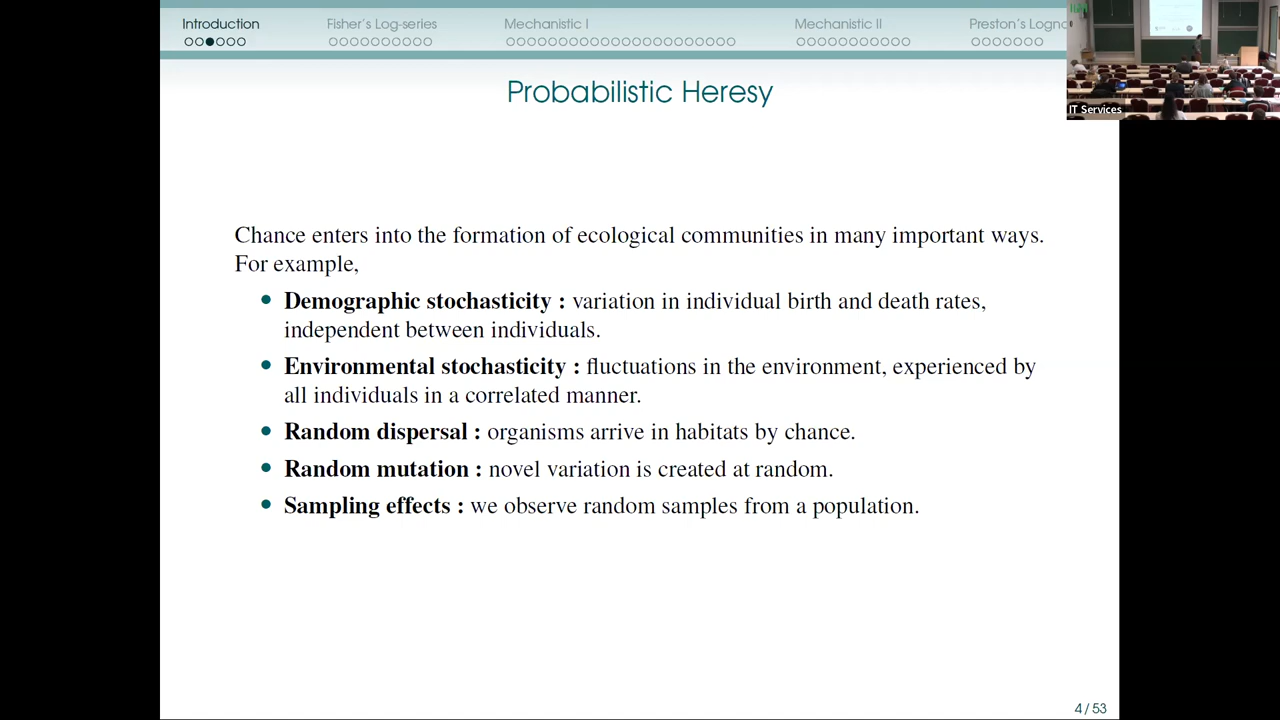 Introduction
Fisher's Log-series
Mechanistic I
Mechanistic II
Preston's Logno
IT Services
Probabilistic Heresy
Chance enters into the formation of ecological communities in many important ways.
For example,
• Demographic stochasticity : variation in individual birth and death rates,
independent between individuals.
• Environmental stochasticity : fluctuations in the environment, experienced by
all individuals in a correlated manner.
• Random dispersal : organisms arrive in habitats by chance.
• Random mutation : novel variation is created at random.
• Sampling effects : we observe random samples from a population.
4 / 53